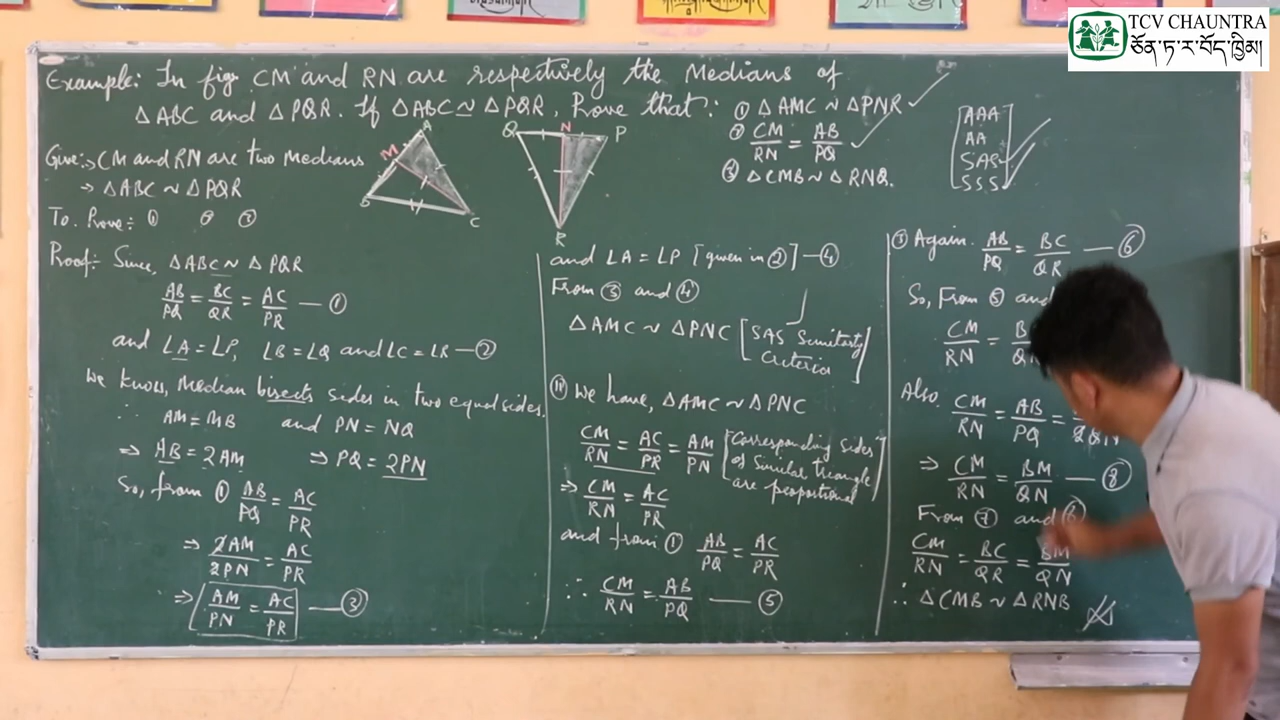 TCV CHAUNTRA
ཙོན་ཏ་ར་བོད་ཁྱིམ།
Example: In fig CM and RN are respectively the Medians of
△ABC and △PQR. If △ABC ≃ △PQR, Prove that: ① △AMC ~ △PNR ✓
② CM/RN = AB/PQ ✓
③ △CMB ~ △RNQ.
AAA
AA
SAS
SSS
Give:→ CM and RN are two Medians
→ △ABC ~ △PQR
To Prove:- ① ② ③
A
M
B
C
Q
N
P
R
Proof:- Since, △ABC ~ △PQR
AB/PQ = BC/QR = AC/PR — ①
and ∠A = ∠P, ∠B = ∠Q and ∠C = ∠R — ②
We know, Median bisects sides in two equal sides.
∴ AM = MB and PN = NQ
⇒ AB = 2AM ⇒ PQ = 2PN
So, from ① AB/PQ = AC/PR
⇒ 2AM/2PN = AC/PR
⇒ AM/PN = AC/PR — ③
and ∠A = ∠P [given in ②] — ④
From ③ and ④
△AMC ~ △PNC [SAS Similarity
Criteria]
⑪ We have, △AMC ~ △PNC
CM/RN = AC/PR = AM/PN [Corresponding sides
of Similar triangle
are proportional]
⇒ CM/RN = AC/PR
and from ① AB/PQ = AC/PR
∴ CM/RN = AB/PQ — ⑤
③ Again. AB/PQ = BC/QR — ⑥
So, From ⑤ and
CM/RN =
Also, CM/RN = AB/PQ =
⇒ CM/RN = BM/QN — ⑧
From ⑦ and ⑧
CM/RN = BC/QR = BM/QN
∴ △CMB ~ △RNB